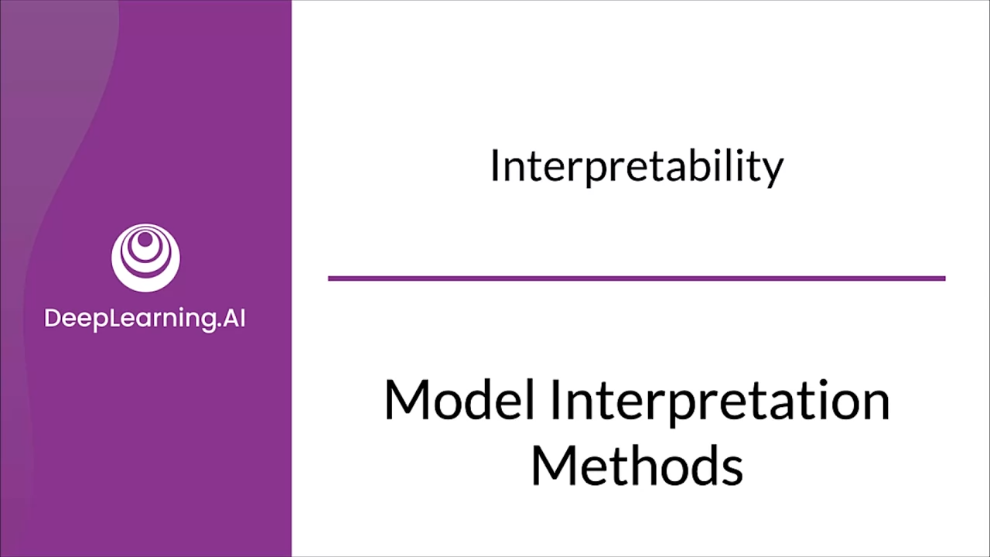 Interpretability
DeepLearning.AI
Model Interpretation
Methods